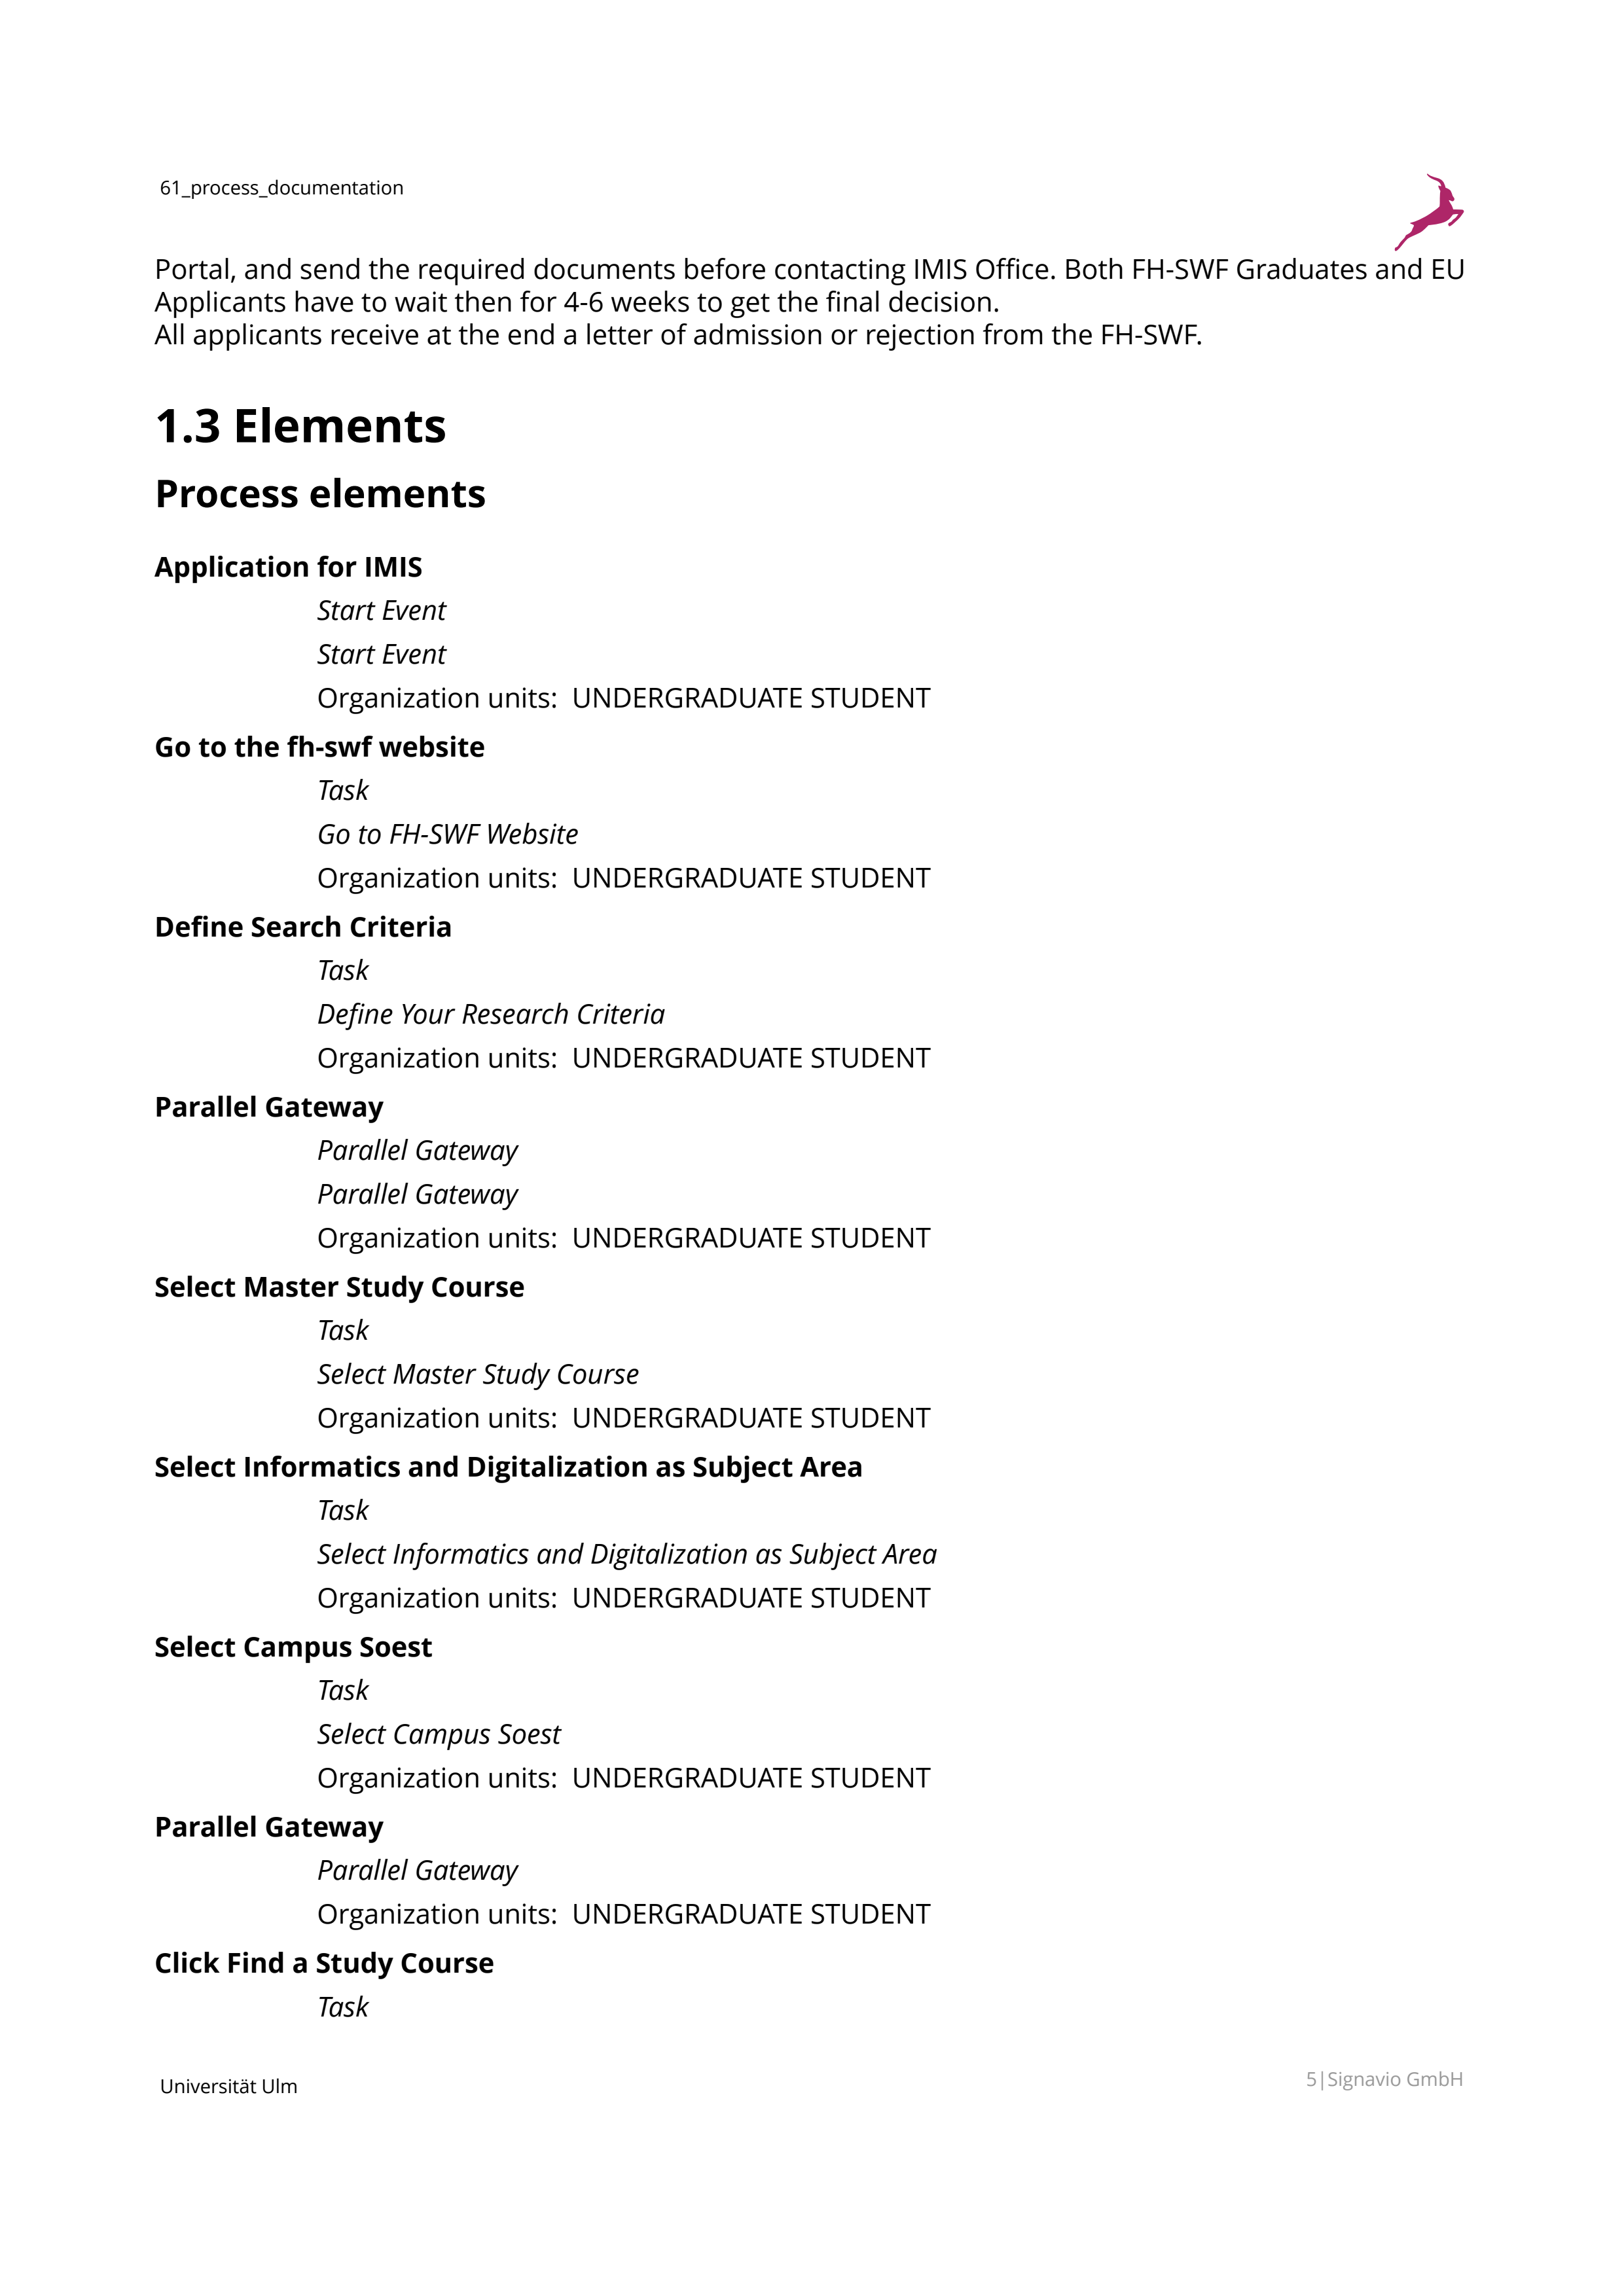 61_process_documentation
Portal, and send the required documents before contacting IMIS Office. Both FH-SWF Graduates and EU
Applicants have to wait then for 4-6 weeks to get the final decision.
All applicants receive at the end a letter of admission or rejection from the FH-SWF.
1.3 Elements
Process elements
Application for IMIS
Start Event
Start Event
Organization units: UNDERGRADUATE STUDENT
Go to the fh-swf website
Task
Go to FH-SWF Website
Organization units: UNDERGRADUATE STUDENT
Define Search Criteria
Task
Define Your Research Criteria
Organization units: UNDERGRADUATE STUDENT
Parallel Gateway
Parallel Gateway
Parallel Gateway
Organization units: UNDERGRADUATE STUDENT
Select Master Study Course
Task
Select Master Study Course
Organization units: UNDERGRADUATE STUDENT
Select Informatics and Digitalization as Subject Area
Task
Select Informatics and Digitalization as Subject Area
Organization units: UNDERGRADUATE STUDENT
Select Campus Soest
Task
Select Campus Soest
Organization units: UNDERGRADUATE STUDENT
Parallel Gateway
Parallel Gateway
Organization units: UNDERGRADUATE STUDENT
Click Find a Study Course
Task
Universität Ulm
5|Signavio GmbH